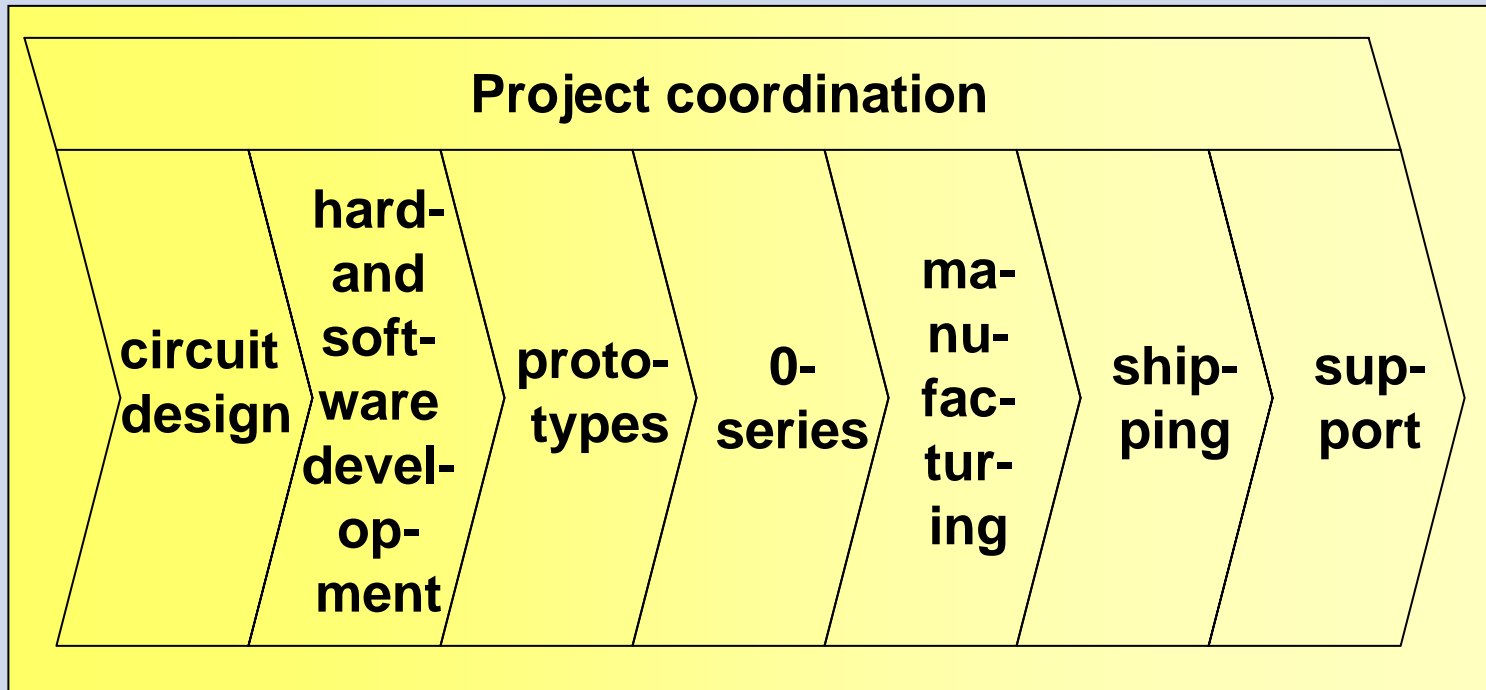 Project coordination
circuit
design
hard-
and
soft-
ware
devel-
op-
ment
proto-
types
0-
series
ma-
nu-
fac-
tur-
ing
ship-
ping
sup-
port